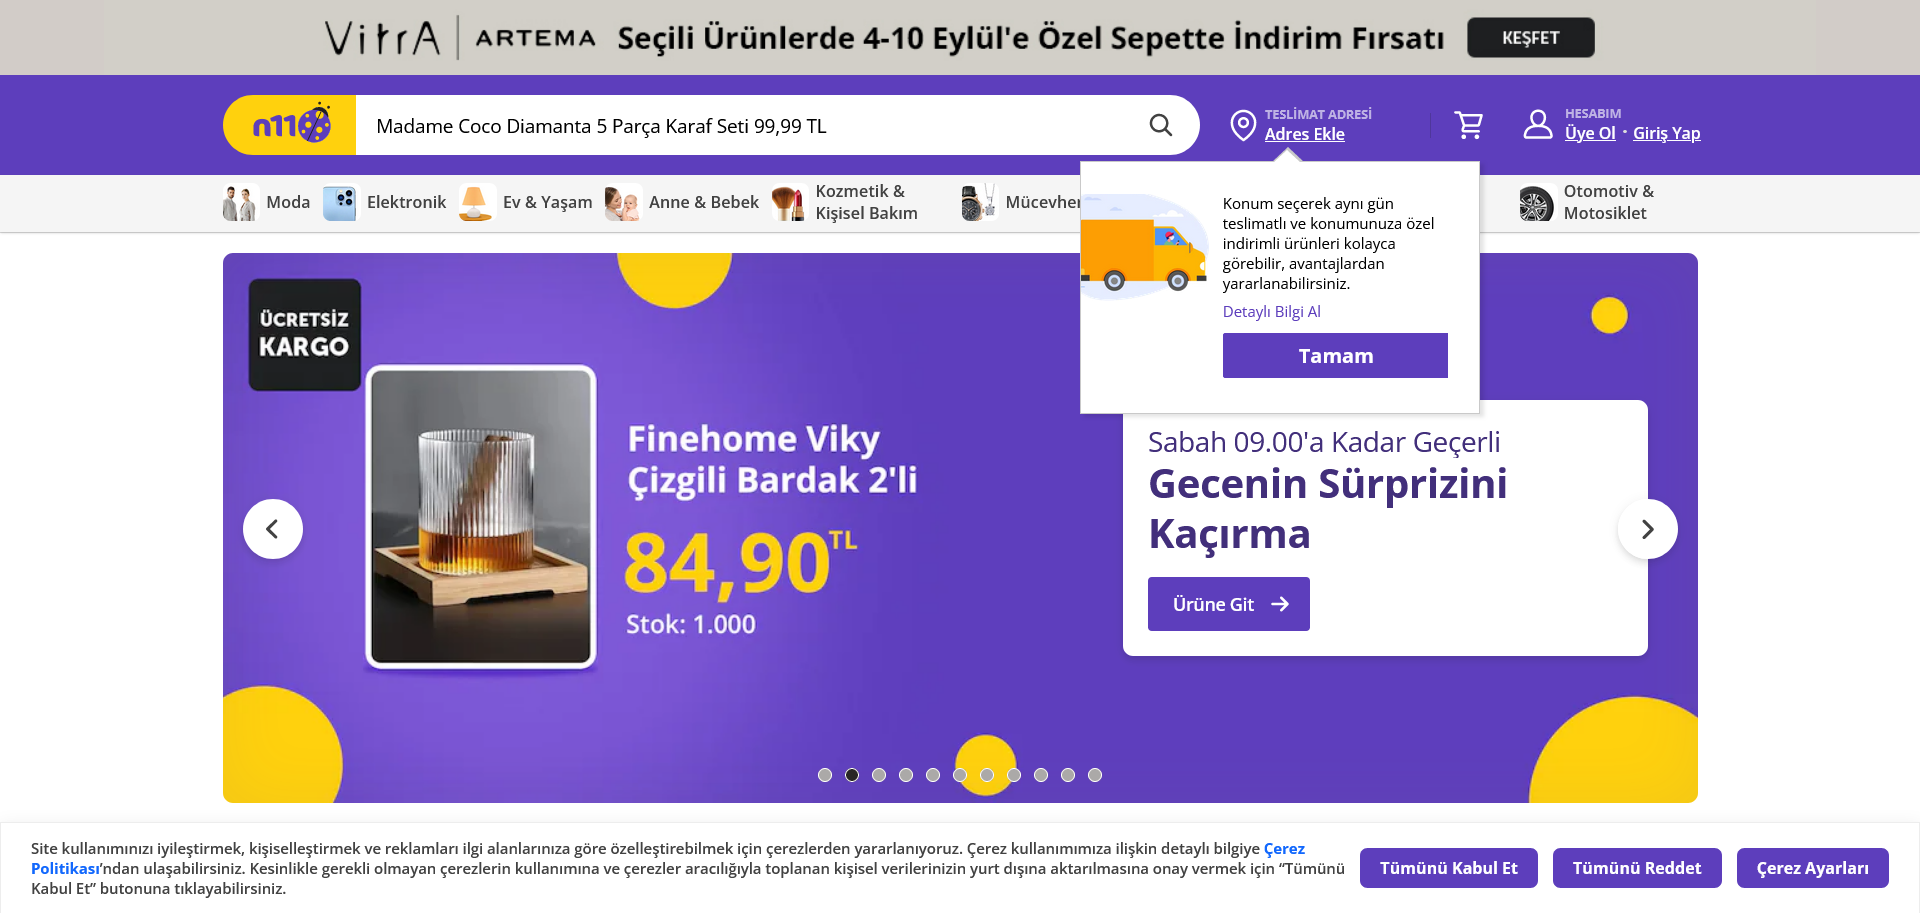 VitrA ARTEMA Seçili Ürünlerde 4-10 Eylül'e Özel Sepette İndirim Fırsatı KEŞFET
n11
Madame Coco Diamanta 5 Parça Karaf Seti 99,99 TL
TESLİMAT ADRESİ
Adres Ekle
HESABIM
Üye Ol · Giriş Yap
Moda
Elektronik
Ev & Yaşam
Anne & Bebek
Kozmetik &
Kişisel Bakım
Mücevher
Otomotiv &
Motosiklet
Konum seçerek aynı gün
teslimatlı ve konumunuza özel
indirimli ürünleri kolayca
görebilir, avantajlardan
yararlanabilirsiniz.
Detaylı Bilgi Al
Tamam
ÜCRETSİZ
KARGO
Finehome Viky
Çizgili Bardak 2'li
84,90 TL
Stok: 1.000
Sabah 09.00'a Kadar Geçerli
Gecenin Sürprizini
Kaçırma
Ürüne Git
Site kullanımınızı iyileştirmek, kişiselleştirmek ve reklamları ilgi alanlarınıza göre özelleştirebilmek için çerezlerden yararlanıyoruz. Çerez kullanımımıza ilişkin detaylı bilgiye Çerez
Politikası’ndan ulaşabilirsiniz. Kesinlikle gerekli olmayan çerezlerin kullanımına ve çerezler aracılığıyla toplanan kişisel verilerinizin yurt dışına aktarılmasına onay vermek için “Tümünü
Kabul Et” butonuna tıklayabilirsiniz.
Tümünü Kabul Et
Tümünü Reddet
Çerez Ayarları